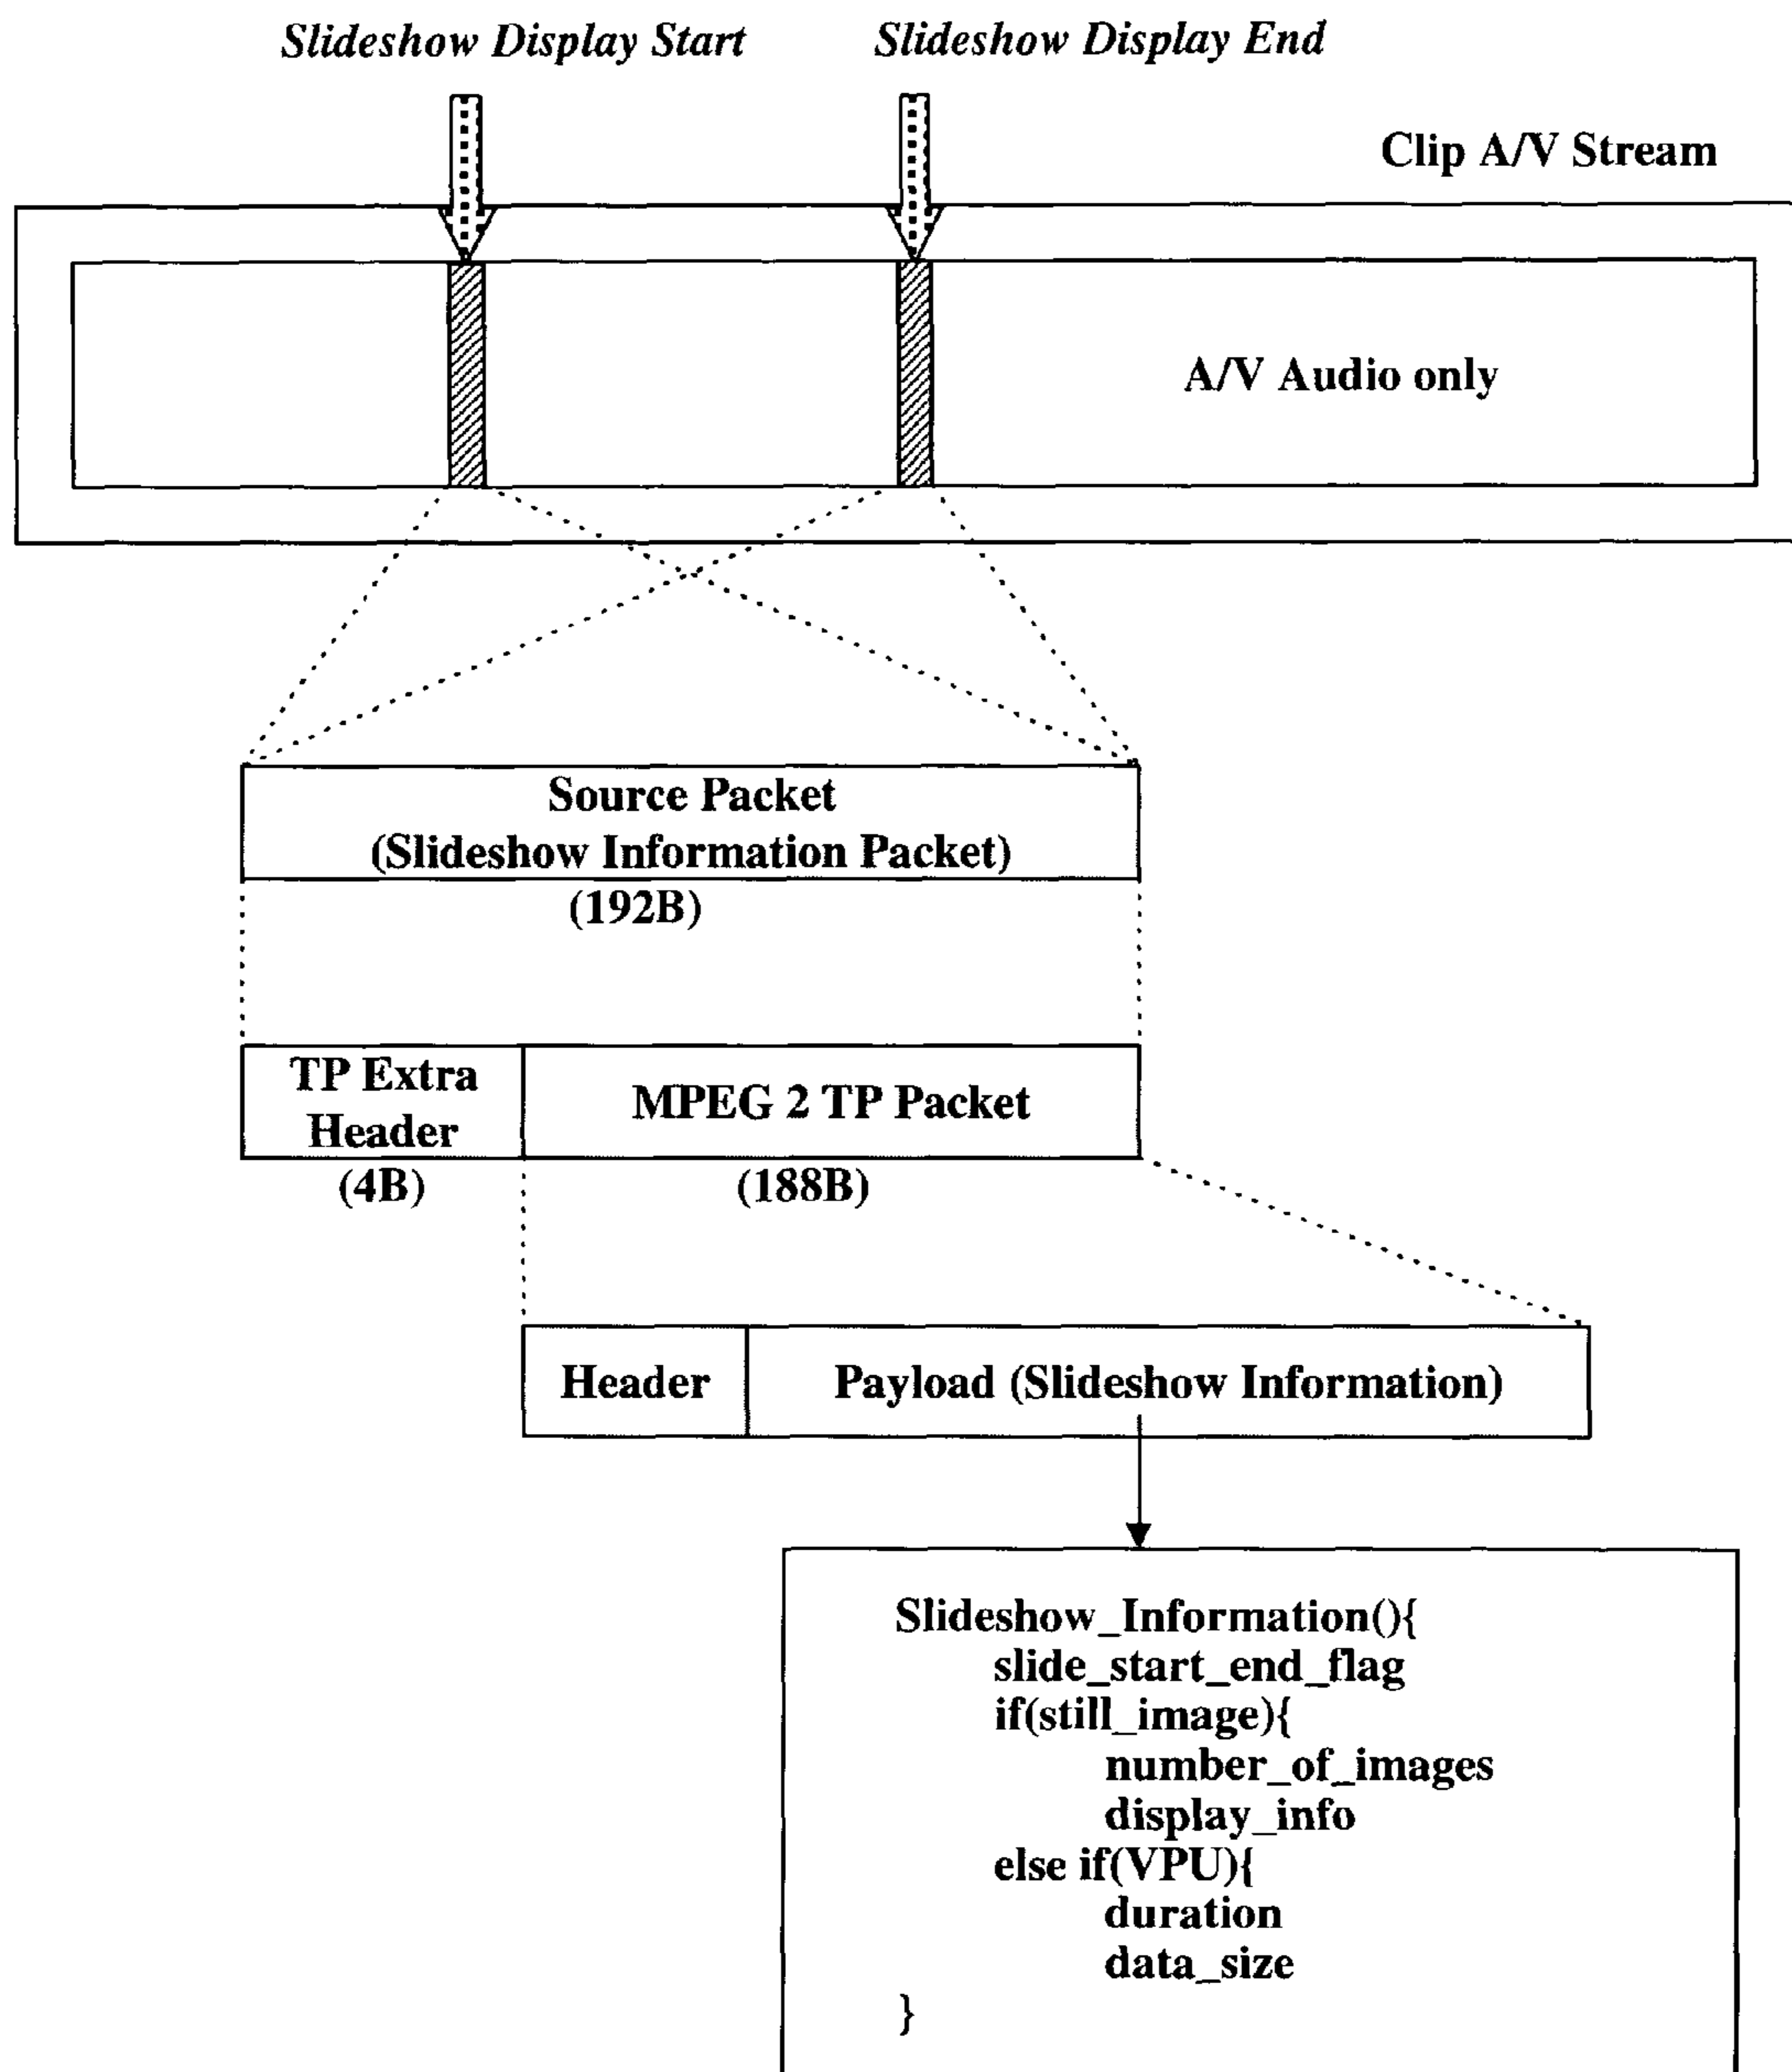 Slideshow Display Start
Slideshow Display End
Clip A/V Stream
A/V Audio only
Source Packet
(Slideshow Information Packet)
(192B)
TP Extra
Header
MPEG 2 TP Packet
(4B)
(188B)
Header
Payload (Slideshow Information)
Slideshow_Information(){
slide_start_end_flag
if(still_image){
number_of_images
display_info
else if(VPU){
duration
data_size
}